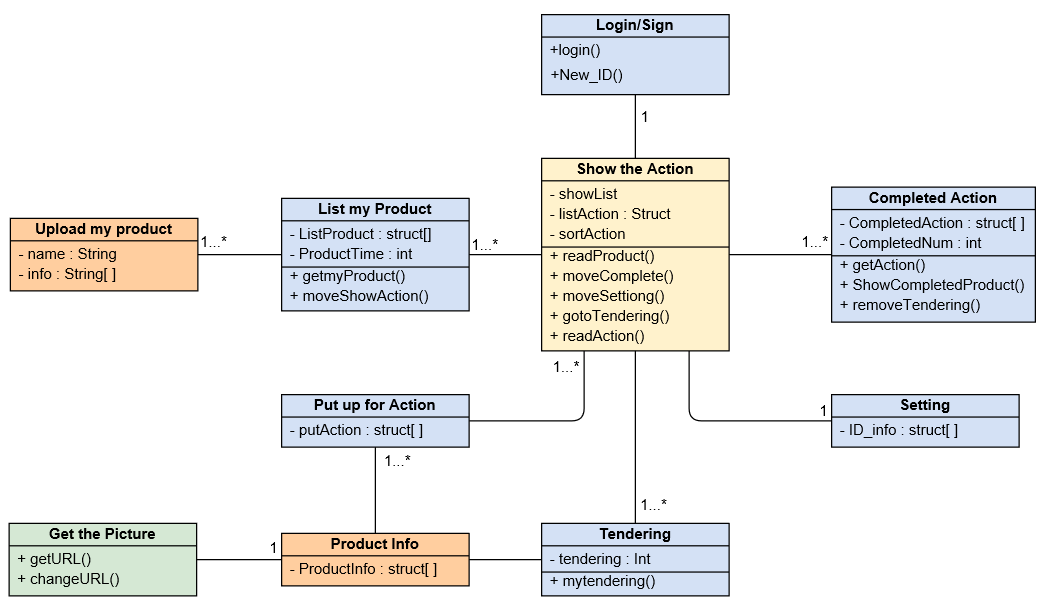 Login/Sign
+login()
+New_ID()
1
Show the Action
- showList
- listAction : Struct
- sortAction
+ readProduct()
+ moveComplete()
+ moveSettiong()
+ gotoTendering()
+ readAction()
Upload my product
- name : String
- info : String[ ]
1...*
List my Product
- ListProduct : struct[]
- ProductTime : int
+ getmyProduct()
+ moveShowAction()
1...*
1...*
Completed Action
- CompletedAction : struct[ ]
- CompletedNum : int
+ getAction()
+ ShowCompletedProduct()
+ removeTendering()
1...*
Put up for Action
- putAction : struct[ ]
1...*
1
Setting
- ID_info : struct[ ]
1...*
Get the Picture
+ getURL()
+ changeURL()
1
Product Info
- ProductInfo : struct[ ]
Tendering
- tendering : Int
+ mytendering()